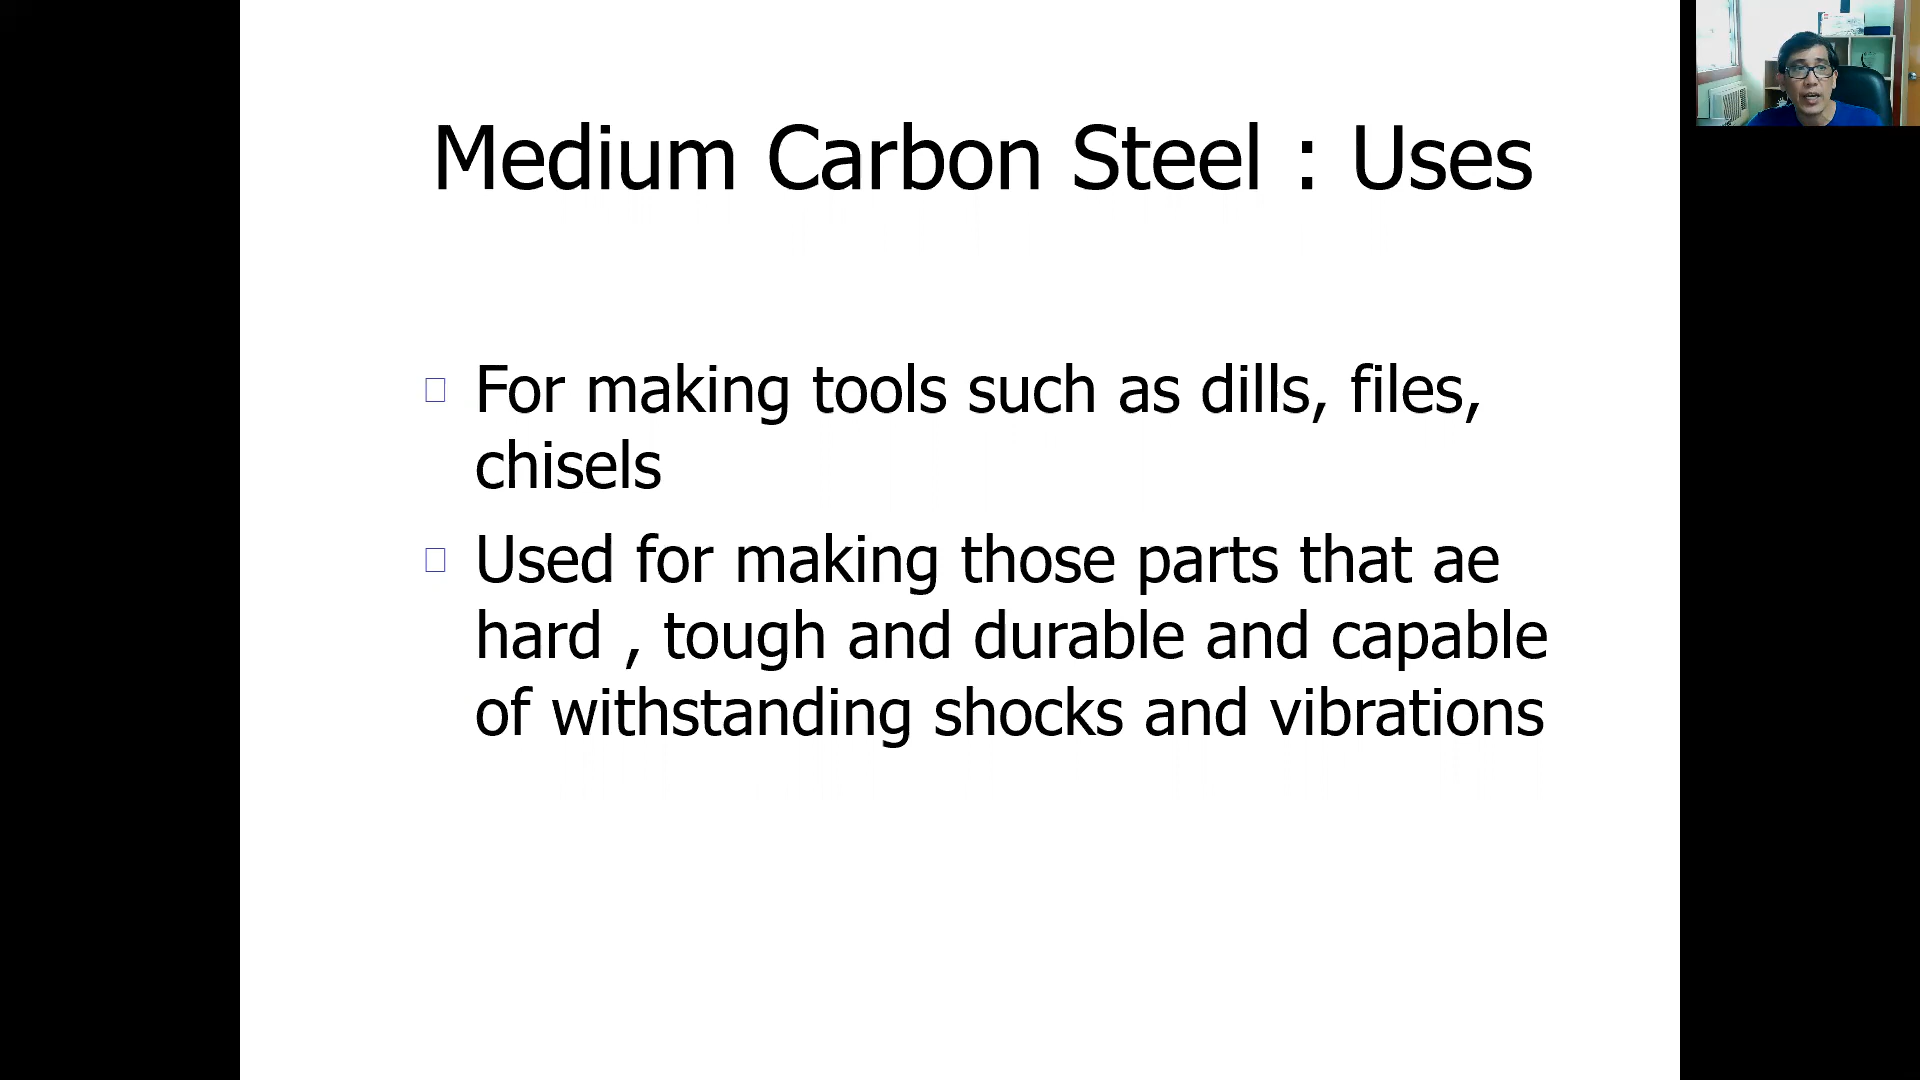 Medium Carbon Steel : Uses
For making tools such as dills, files,
chisels
Used for making those parts that ae
hard , tough and durable and capable
of withstanding shocks and vibrations